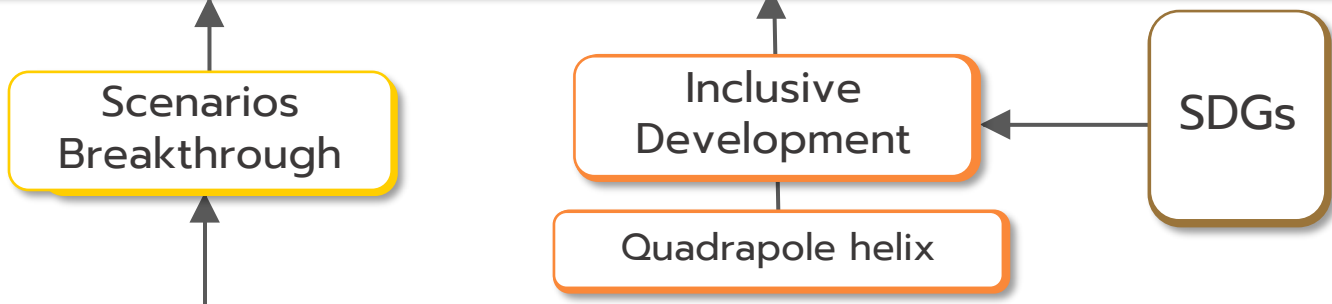 Scenarios
Breakthrough
Inclusive
Development
SDGs
Quadrapole helix